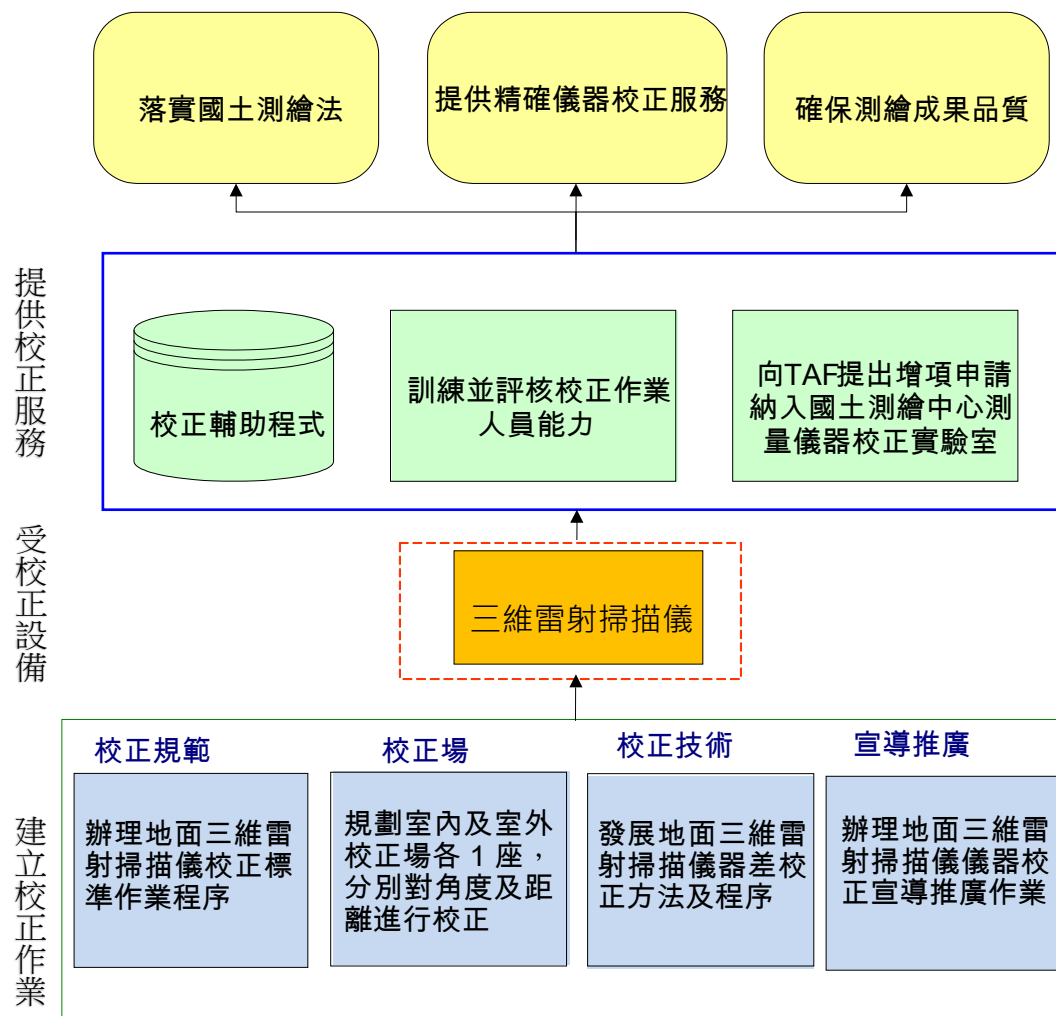 落實國土測繪法
提供精確儀器校正服務
確保測繪成果品質
提供校正服務
校正輔助程式
訓練並評核校正作業
人員能力
向TAF提出增項申請
納入國土測繪中心測
量儀器校正實驗室
受校正設備
三維雷射掃描儀
建立校正作業
校正規範
辦理地面三維雷
射掃描儀校正標
準作業程序
校正場
規劃室內及室外
校正場各 1 座，
分別對角度及距
離進行校正
校正技術
發展地面三維雷
射掃描儀器差校
正方法及程序
宣導推廣
辦理地面三維雷
射掃描儀儀器校
正宣導推廣作業